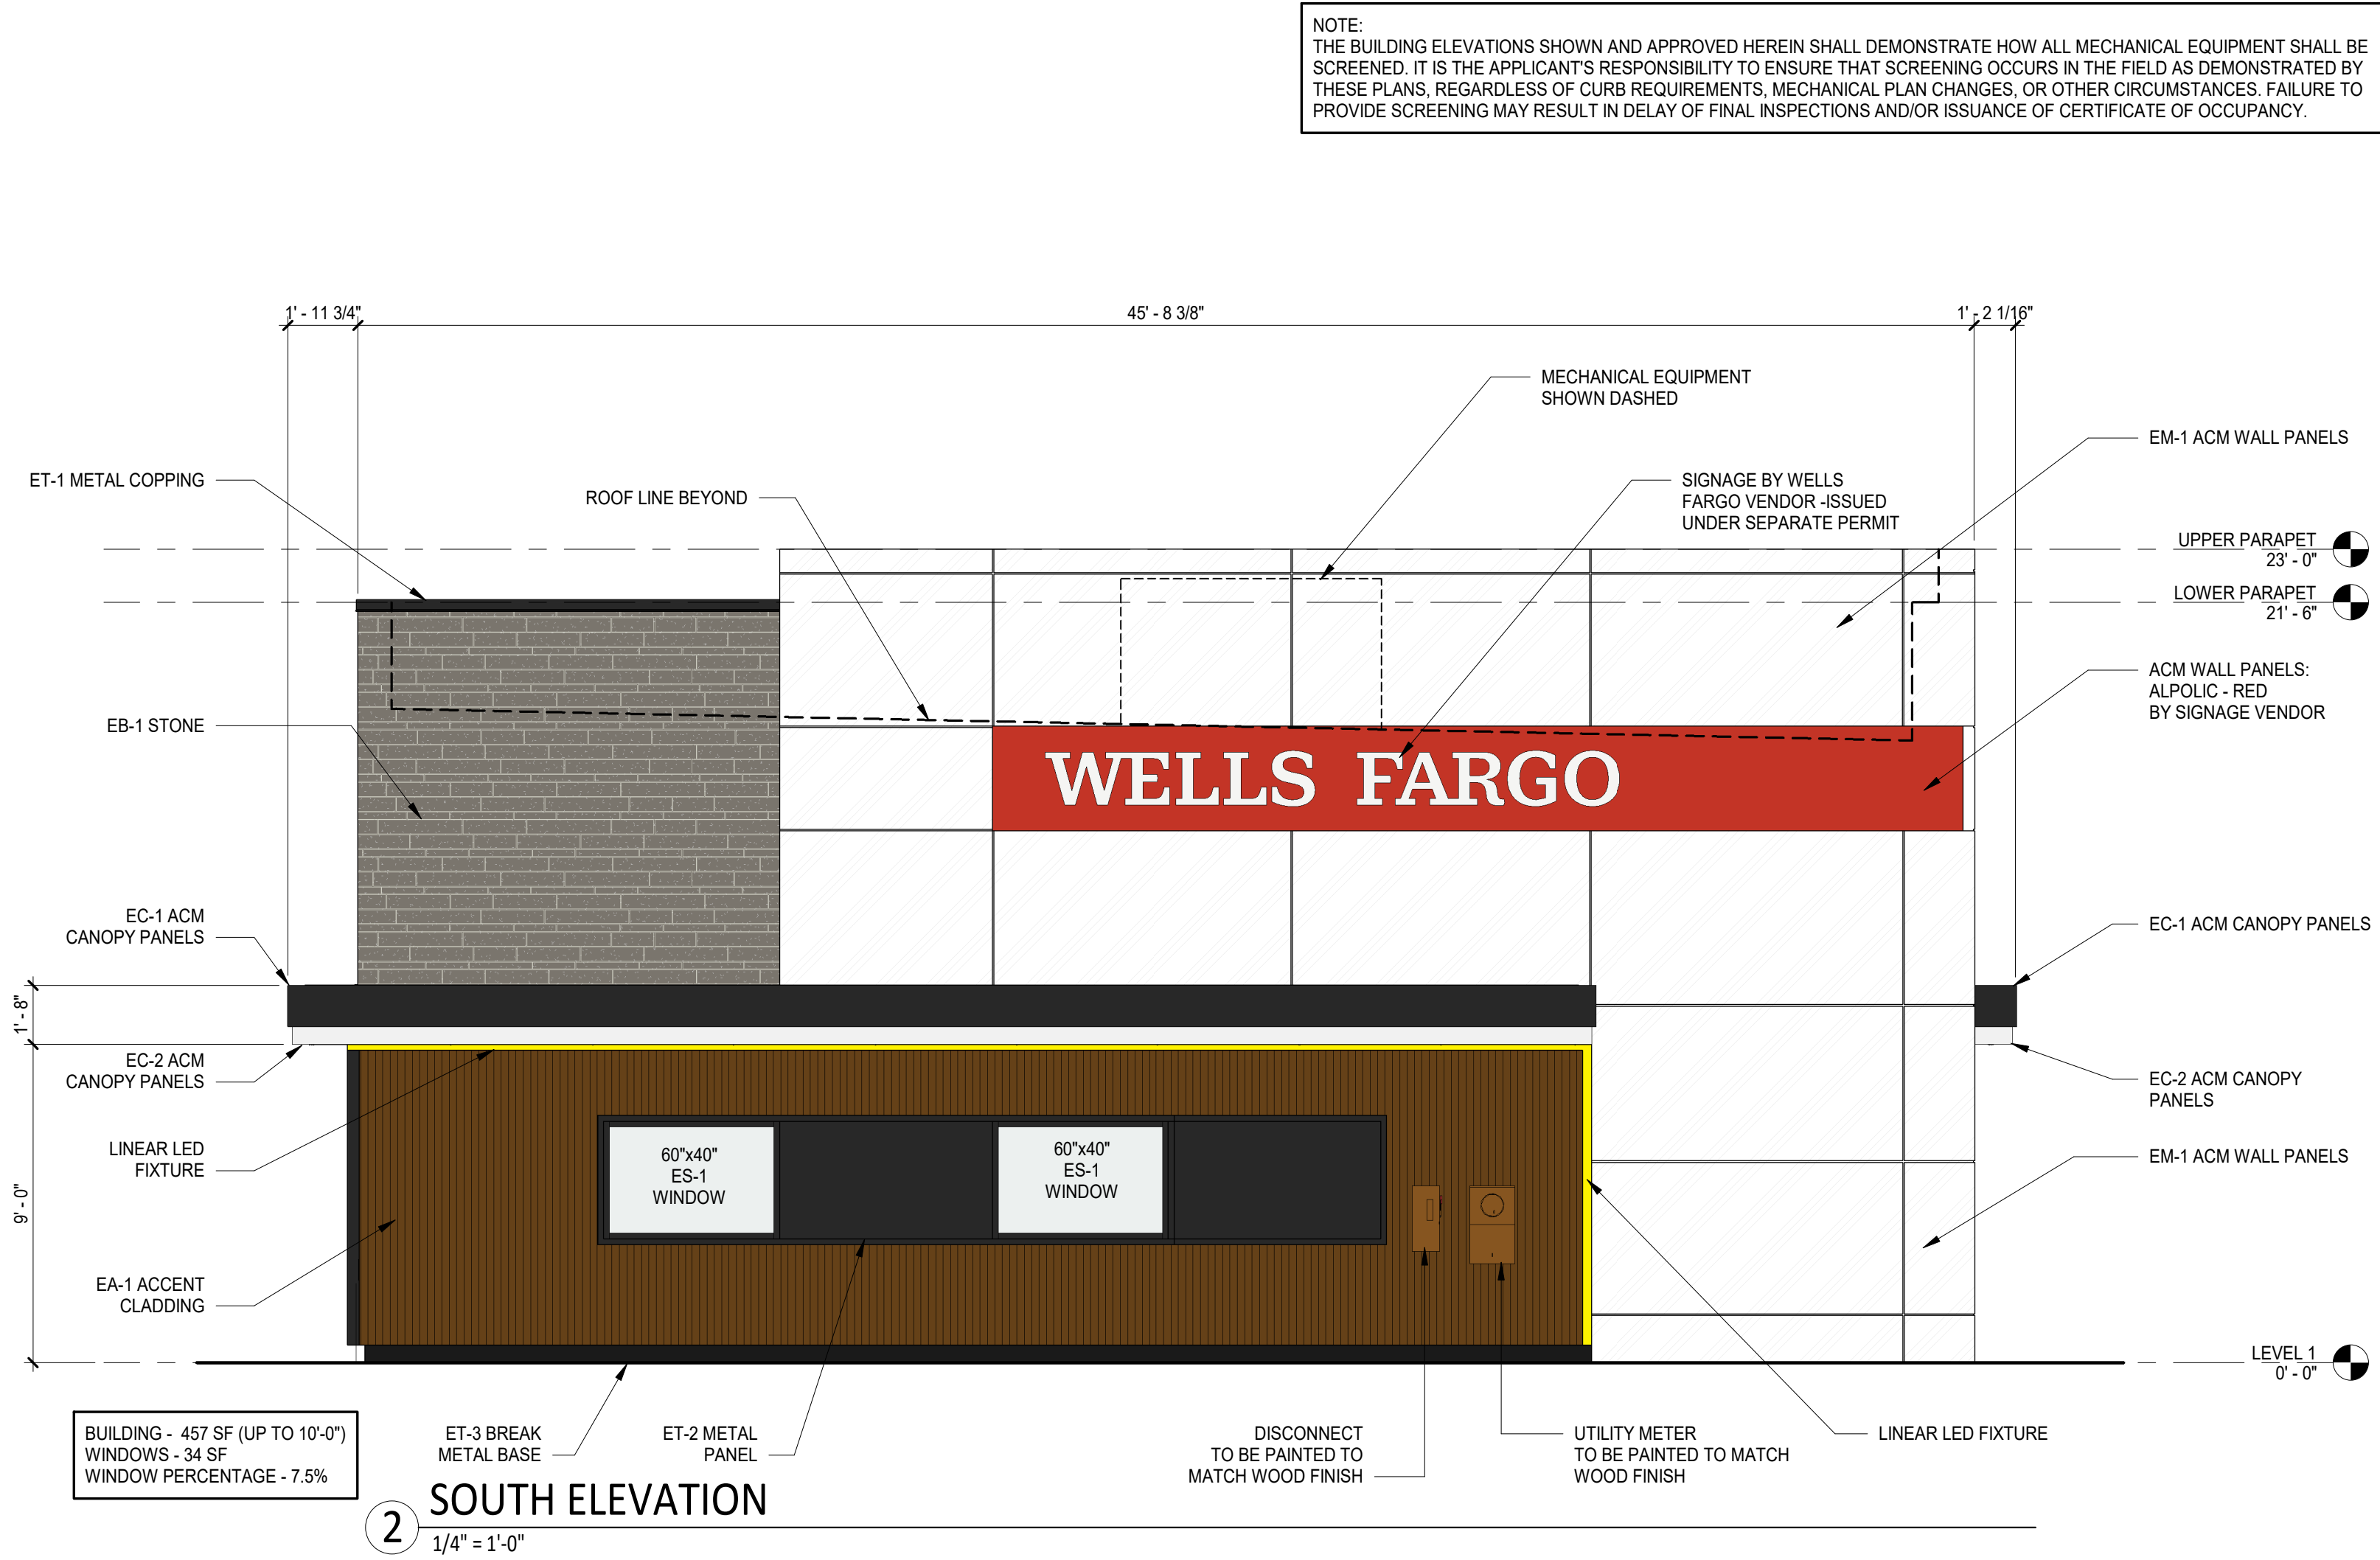 NOTE:
THE BUILDING ELEVATIONS SHOWN AND APPROVED HEREIN SHALL DEMONSTRATE HOW ALL MECHANICAL EQUIPMENT SHALL BE
SCREENED. IT IS THE APPLICANT'S RESPONSIBILITY TO ENSURE THAT SCREENING OCCURS IN THE FIELD AS DEMONSTRATED BY
THESE PLANS, REGARDLESS OF CURB REQUIREMENTS, MECHANICAL PLAN CHANGES, OR OTHER CIRCUMSTANCES. FAILURE TO
PROVIDE SCREENING MAY RESULT IN DELAY OF FINAL INSPECTIONS AND/OR ISSUANCE OF CERTIFICATE OF OCCUPANCY.
1' - 11 3/4"
45' - 8 3/8"
1' - 2 1/16"
MECHANICAL EQUIPMENT
SHOWN DASHED
EM-1 ACM WALL PANELS
ET-1 METAL COPPING
ROOF LINE BEYOND
SIGNAGE BY WELLS
FARGO VENDOR -ISSUED
UNDER SEPARATE PERMIT
UPPER PARAPET
23' - 0"
LOWER PARAPET
21' - 6"
ACM WALL PANELS:
ALPOLIC - RED
BY SIGNAGE VENDOR
EB-1 STONE
WELLS FARGO
EC-1 ACM
CANOPY PANELS
EC-1 ACM CANOPY PANELS
1' - 8"
EC-2 ACM
CANOPY PANELS
EC-2 ACM CANOPY
PANELS
LINEAR LED
FIXTURE
60"x40"
ES-1
WINDOW
60"x40"
ES-1
WINDOW
EM-1 ACM WALL PANELS
9' - 0"
EA-1 ACCENT
CLADDING
LEVEL 1
0' - 0"
BUILDING - 457 SF (UP TO 10'-0")
WINDOWS - 34 SF
WINDOW PERCENTAGE - 7.5%
ET-3 BREAK
METAL BASE
ET-2 METAL
PANEL
DISCONNECT
TO BE PAINTED TO
MATCH WOOD FINISH
UTILITY METER
TO BE PAINTED TO MATCH
WOOD FINISH
LINEAR LED FIXTURE
2
SOUTH ELEVATION
1/4" = 1'-0"